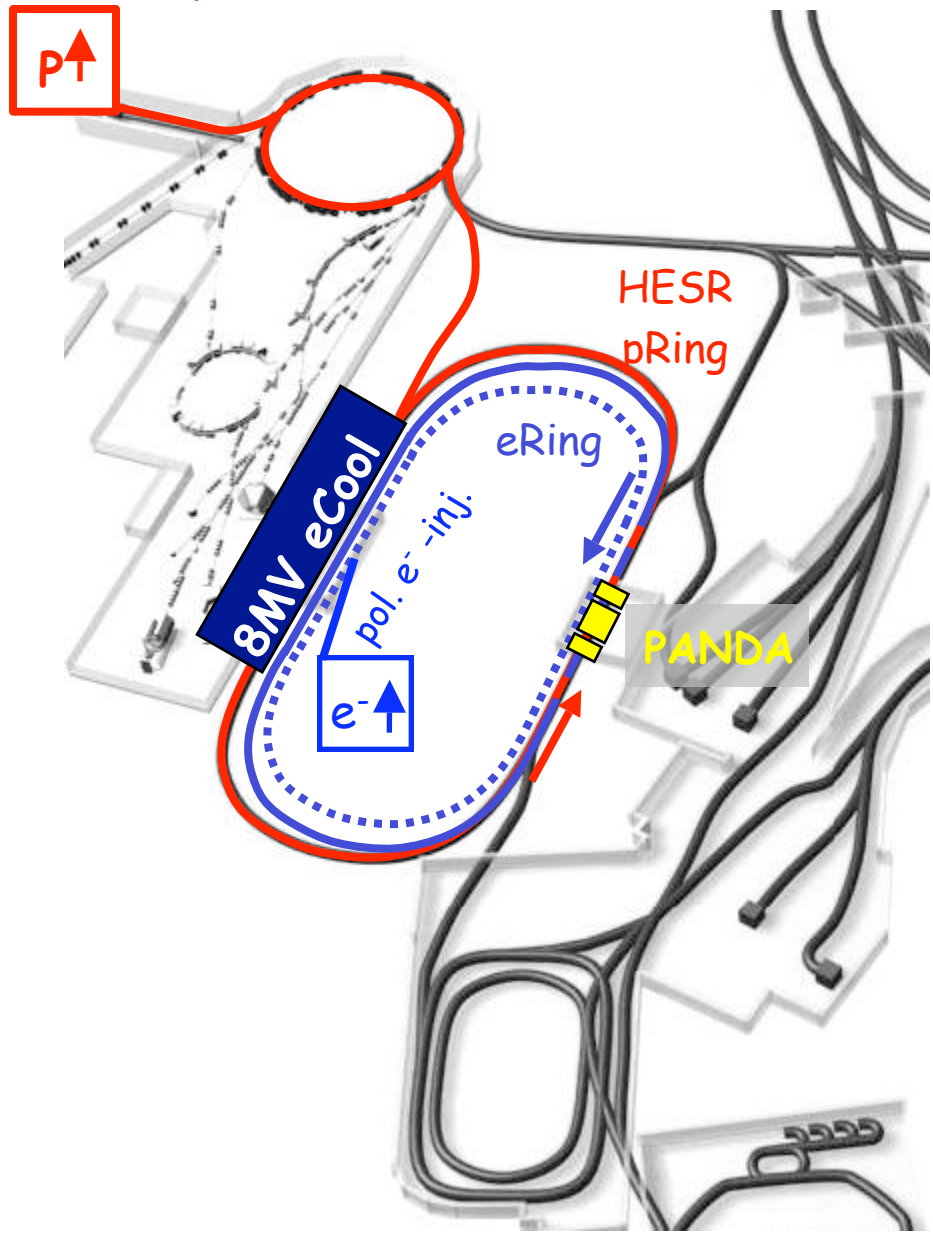 p
HESR
pRing
eRing
8MV eCool
pol. e⁻ -inj.
PANDA
e⁻